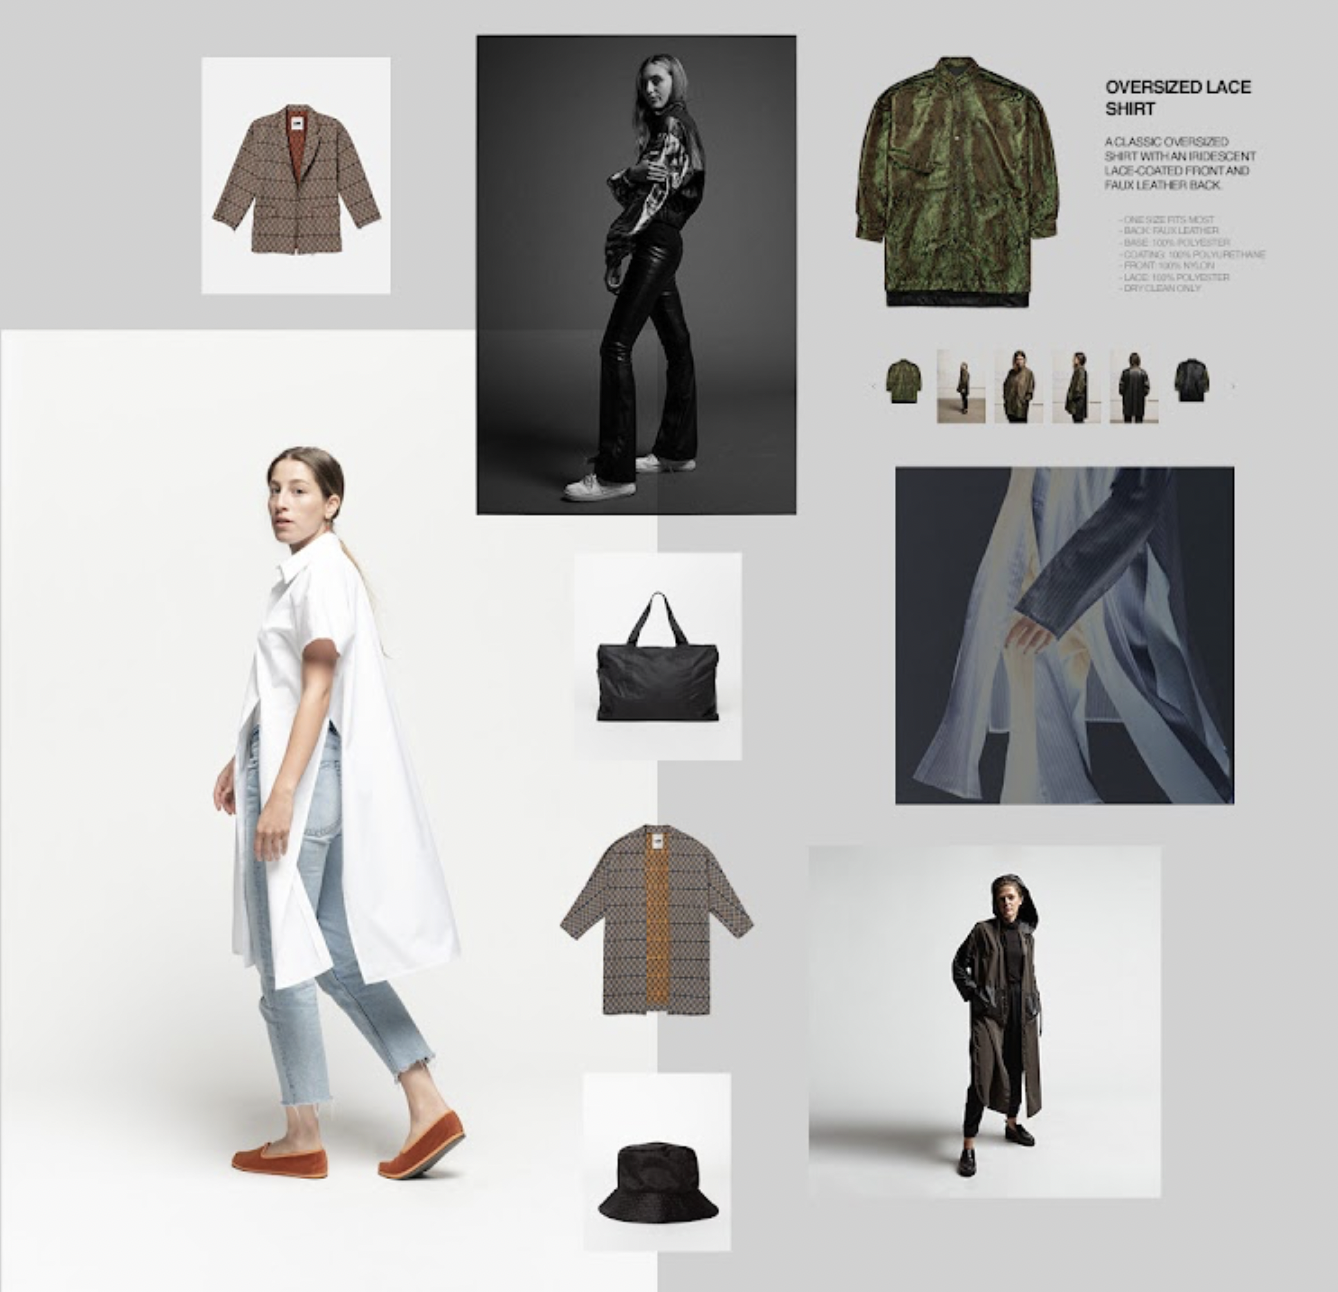 OVERSIZED LACE
SHIRT
A CLASSIC OVERSIZED
SHIRT WITH AN IRIDESCENT
LACE-COATED FRONT AND
FAUX LEATHER BACK.
- ONE SIZE FITS MOST
- BACK: FAUX LEATHER
- BASE: 100% POLYESTER
- COATING: 100% POLYURETHANE
- FRONT: 100% NYLON
- LACE: 100% POLYESTER
- DRY CLEAN ONLY